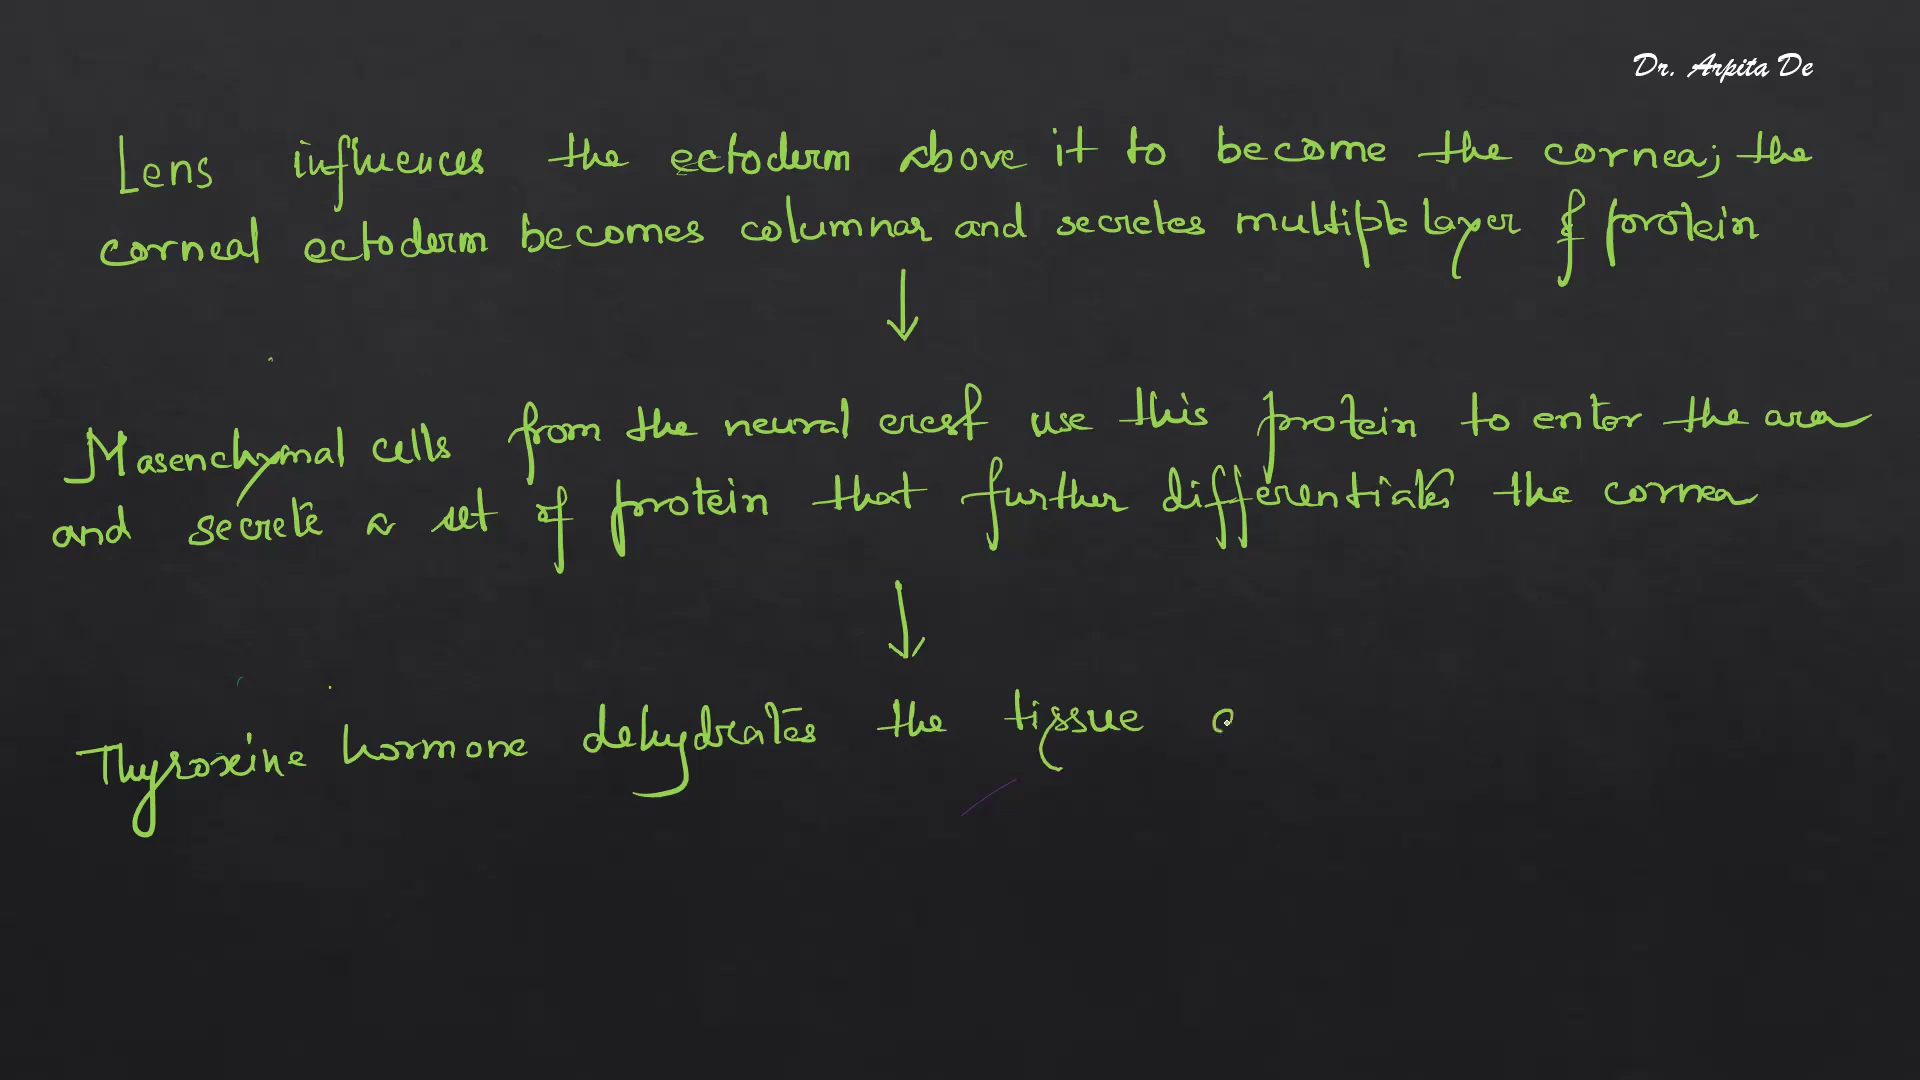 Dr. Arpita De
Lens influences the ectoderm above it to become the cornea; the
corneal ectoderm becomes columnar and secretes multiple layer of protein
↓
Masenchymal cells from the neural crest use this protein to enter the area
and secrete a set of protein that further differentiates the cornea
↓
Thyroxine hormone dehydrates the tissue